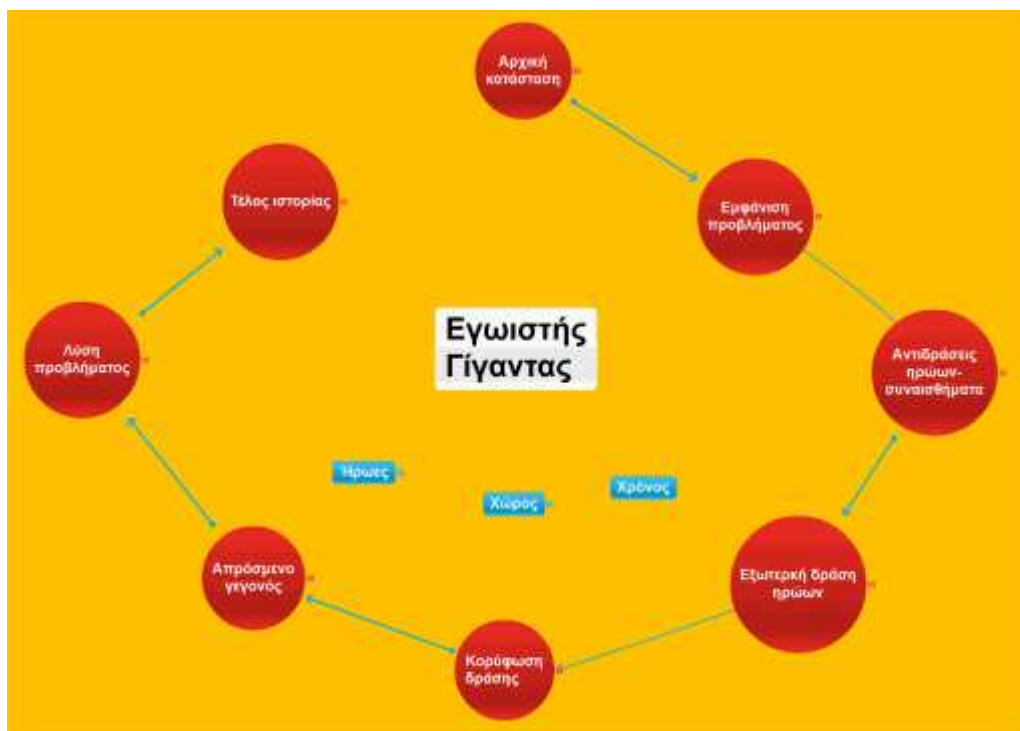 Αρχική
κατάσταση
Εμφάνιση
προβλήματος
Αντιδράσεις
ηρώων-
συναισθήματα
Εξωτερκή δράση
ηρώων
Κορύφωση
δράσης
Απρόσμενο
γεγονός
Λύση
προβλήματος
Τέλος ιστορίας
Εγωιστής
Γίγαντας
Ήρωες
Χώρος
Χρόνος